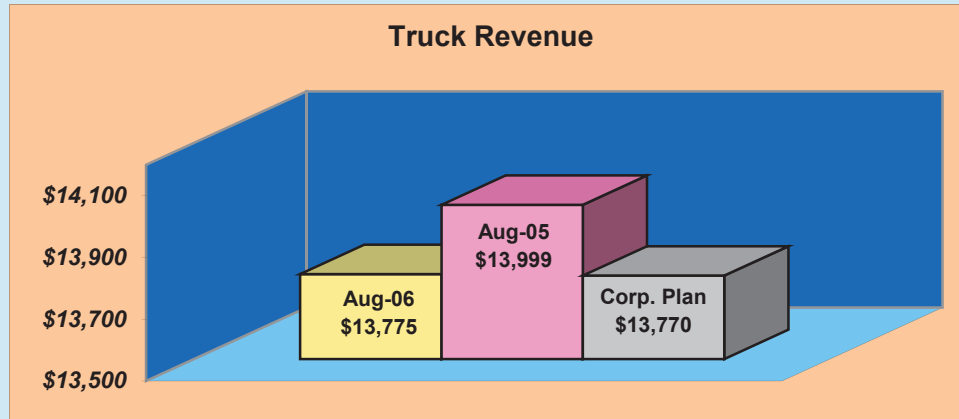 Truck Revenue
$14,100
$13,900
$13,700
$13,500
Aug-06
$13,775
Aug-05
$13,999
Corp. Plan
$13,770